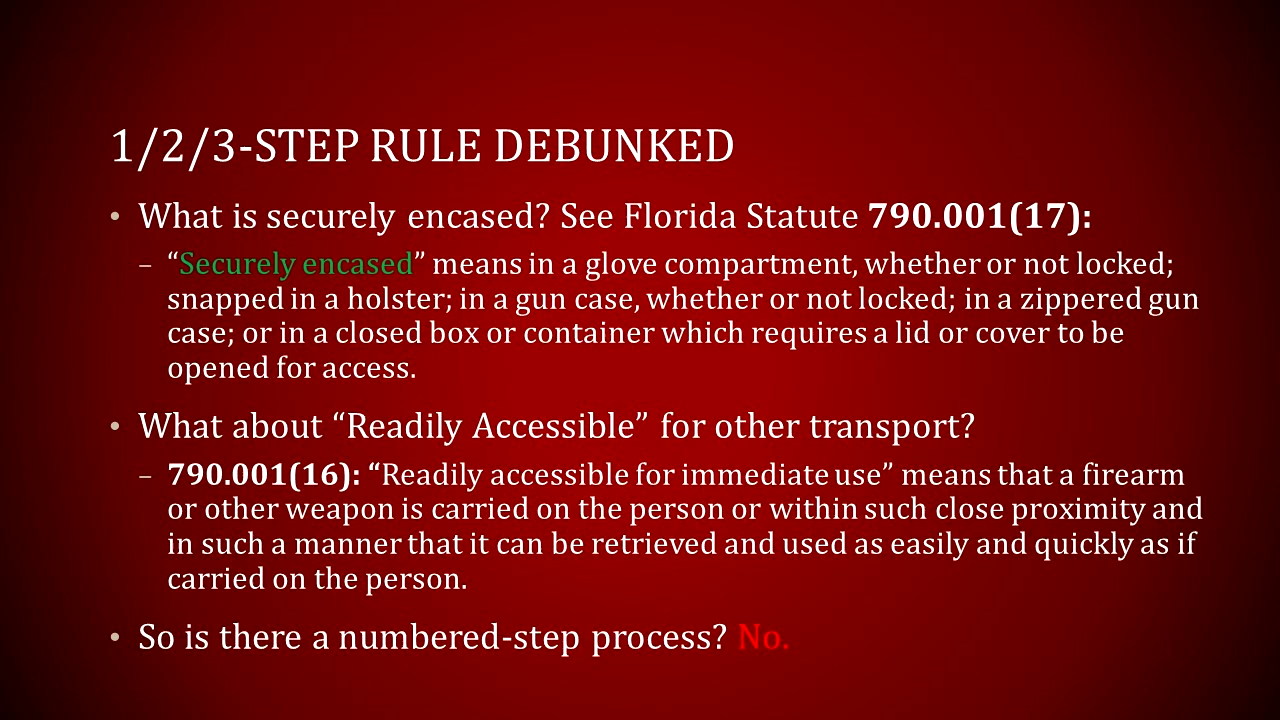 1/2/3-STEP RULE DEBUNKED
• What is securely encased? See Florida Statute 790.001(17):
– “Securely encased” means in a glove compartment, whether or not locked;
snapped in a holster; in a gun case, whether or not locked; in a zippered gun
case; or in a closed box or container which requires a lid or cover to be
opened for access.
• What about “Readily Accessible” for other transport?
– 790.001(16): “Readily accessible for immediate use” means that a firearm
or other weapon is carried on the person or within such close proximity and
in such a manner that it can be retrieved and used as easily and quickly as if
carried on the person.
• So is there a numbered-step process? No.